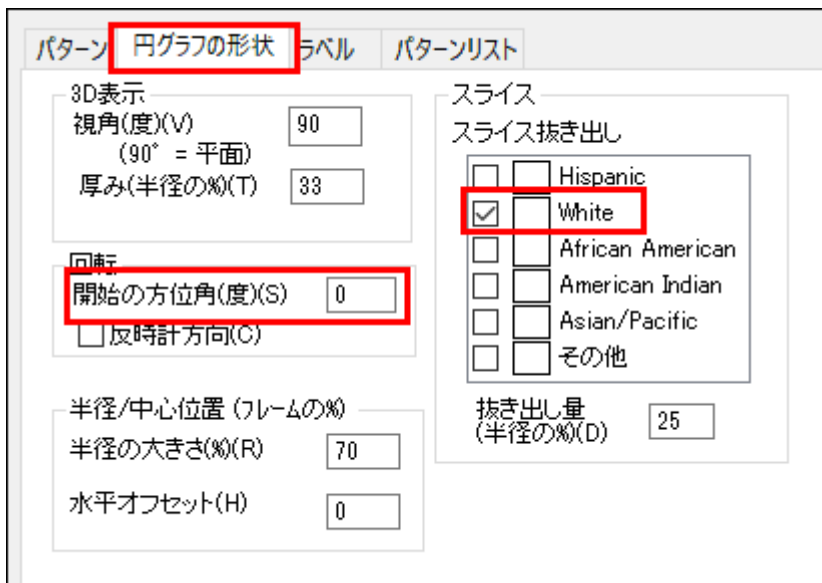 パターン 円グラフの形状 ラベル パターンリスト
3D表示
視角(度)(V) 90
(90° = 平面)
厚み(半径の%)(T) 33
回転
開始の方位角(度)(S) 0
反時計方向(C)
半径/中心位置 (フレームの%)
半径の大きさ(%)(R) 70
水平オフセット(H) 0
スライス
スライス抜き出し
Hispanic
White
African American
American Indian
Asian/Pacific
その他
抜き出し量
(半径の%)(D) 25